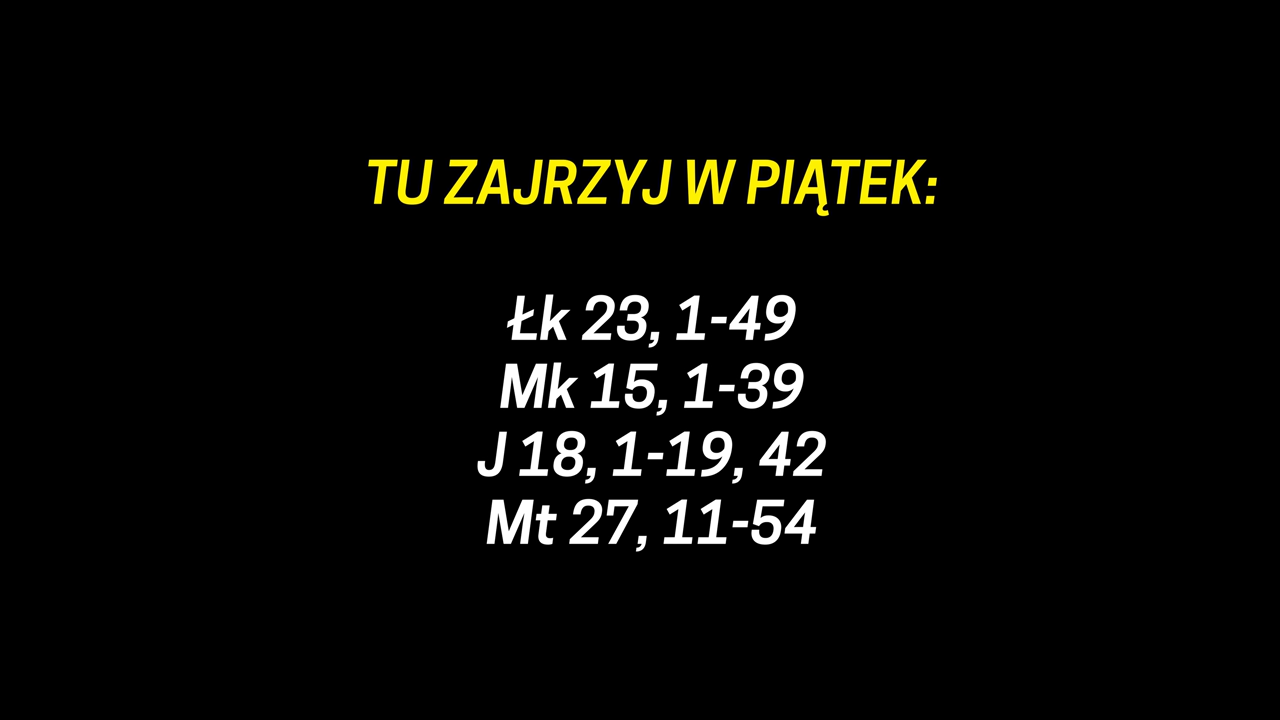 TU ZAJRZYJ W PIĄTEK:
Łk 23, 1-49
Mk 15, 1-39
J 18, 1-19, 42
Mt 27, 11-54